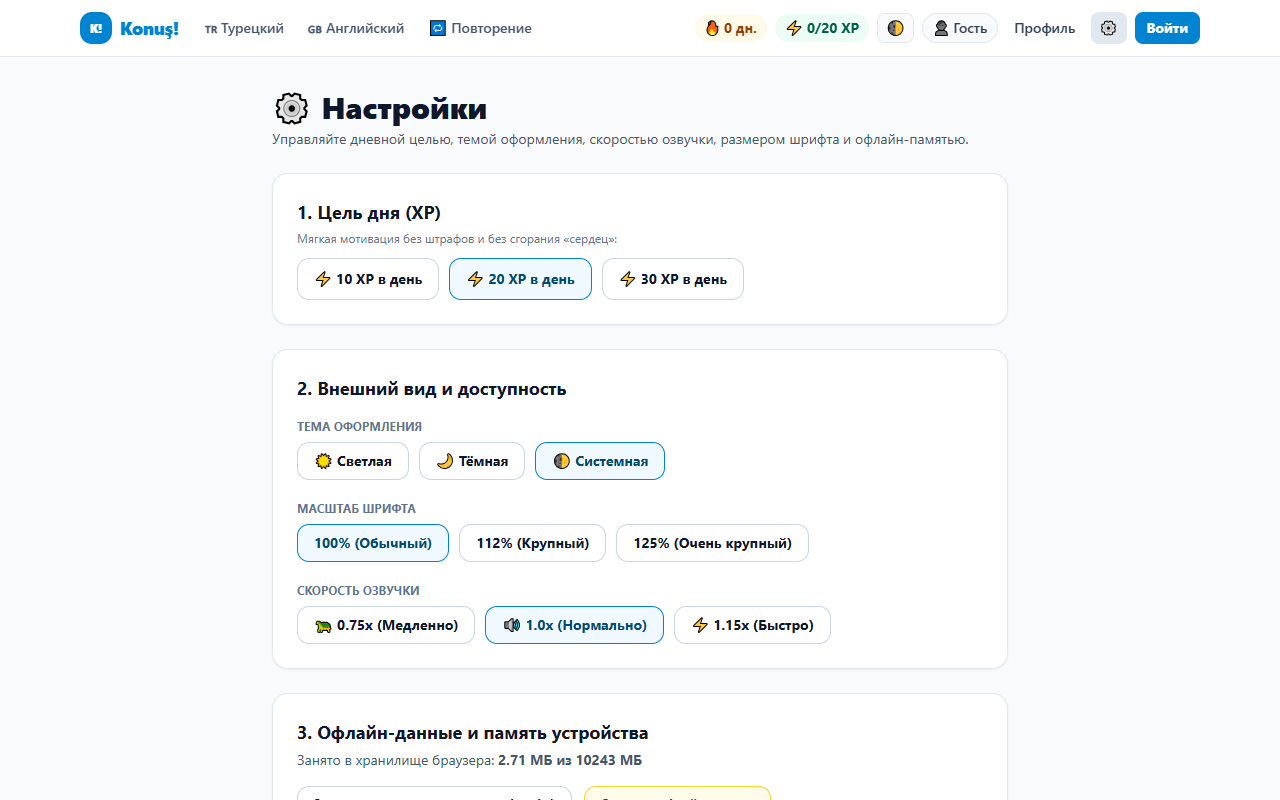 K! Konuş! TR Турецкий GB Английский Повторение 0 дн. 0/20 XP Гость Профиль Войти
Настройки
Управляйте дневной целью, темой оформления, скоростью озвучки, размером шрифта и офлайн-памятью.
1. Цель дня (XP)
Мягкая мотивация без штрафов и без сгорания «сердец»:
10 XP в день 20 XP в день 30 XP в день
2. Внешний вид и доступность
ТЕМА ОФОРМЛЕНИЯ
Светлая Тёмная Системная
МАСШТАБ ШРИФТА
100% (Обычный) 112% (Крупный) 125% (Очень крупный)
СКОРОСТЬ ОЗВУЧКИ
0.75x (Медленно) 1.0x (Нормально) 1.15x (Быстро)
3. Офлайн-данные и память устройства
Занято в хранилище браузера: 2.71 МБ из 10243 МБ